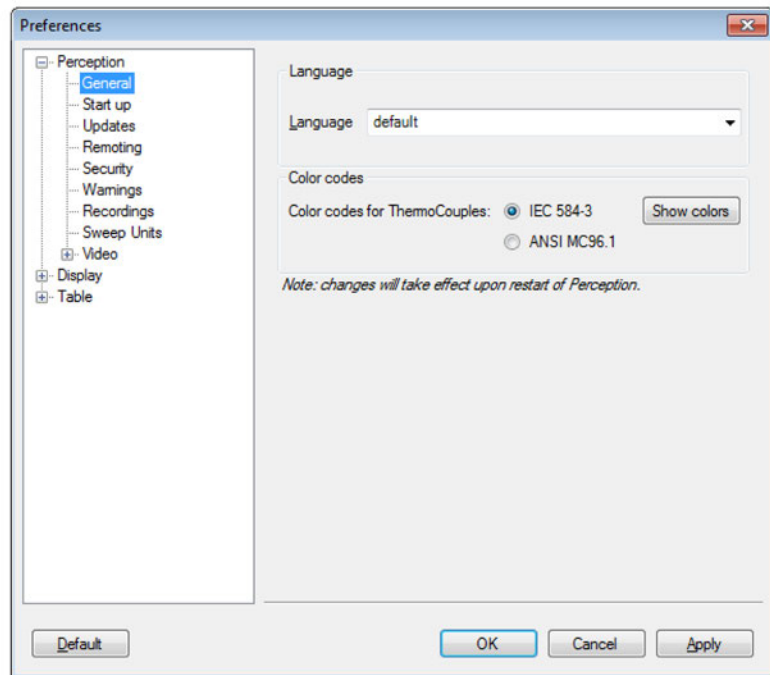 Preferences
Perception
General
Start up
Updates
Remoting
Security
Warnings
Recordings
Sweep Units
Video
Display
Table
Language
Language default
Color codes
Color codes for ThermoCouples: IEC 584-3 Show colors
ANSI MC96.1
Note: changes will take effect upon restart of Perception.
Default OK Cancel Apply